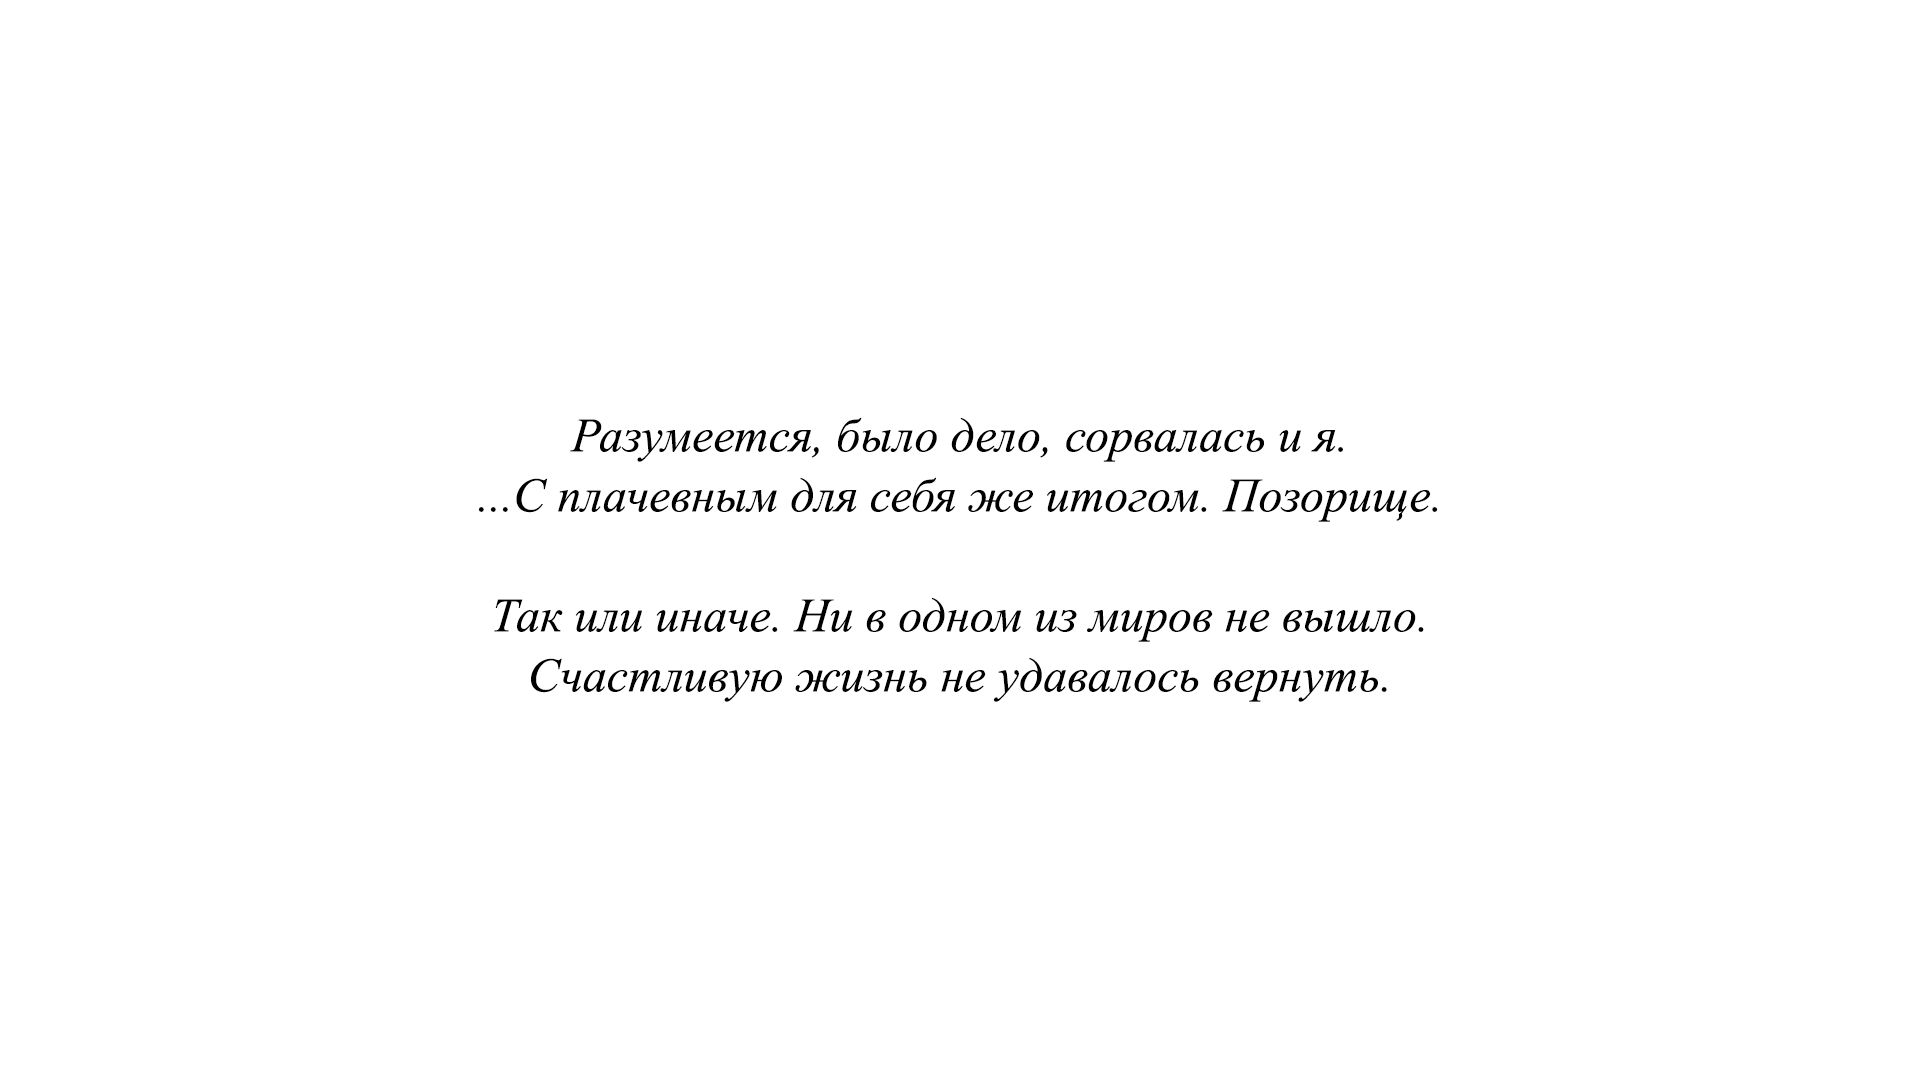 Разумеется, было дело, сорвалась и я.
...С плачевным для себя же итогом. Позорище.
Так или иначе. Ни в одном из миров не вышло.
Счастливую жизнь не удавалось вернуть.